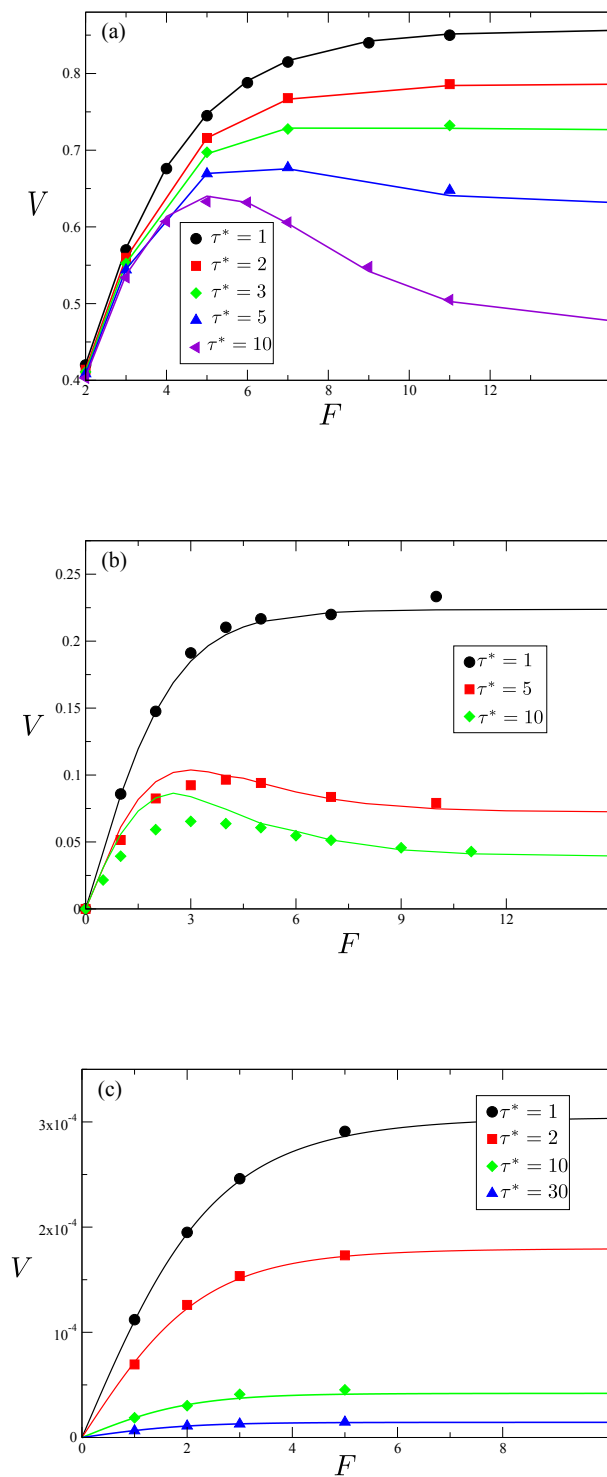 (a)
0.8
0.7
V
0.6
0.5
0.4
τ* = 1
τ* = 2
τ* = 3
τ* = 5
τ* = 10
2 4 6 8 10 12
F
(b)
0.25
0.2
0.15
V
0.1
0.05
0
τ* = 1
τ* = 5
τ* = 10
0 3 6 9 12
F
(c)
3x10⁻⁴
2x10⁻⁴
V
10⁻⁴
0
τ* = 1
τ* = 2
τ* = 10
τ* = 30
0 2 4 6 8
F